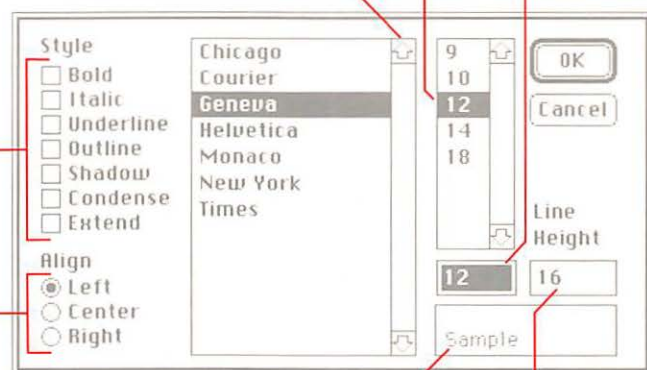 Style
Bold
Italic
Underline
Outline
Shadow
Condense
Extend
Align
Left
Center
Right
Chicago
Courier
Geneva
Helvetica
Monaco
New York
Times
9
10
12
14
18
12
OK
Cancel
Line
Height
16
Sample